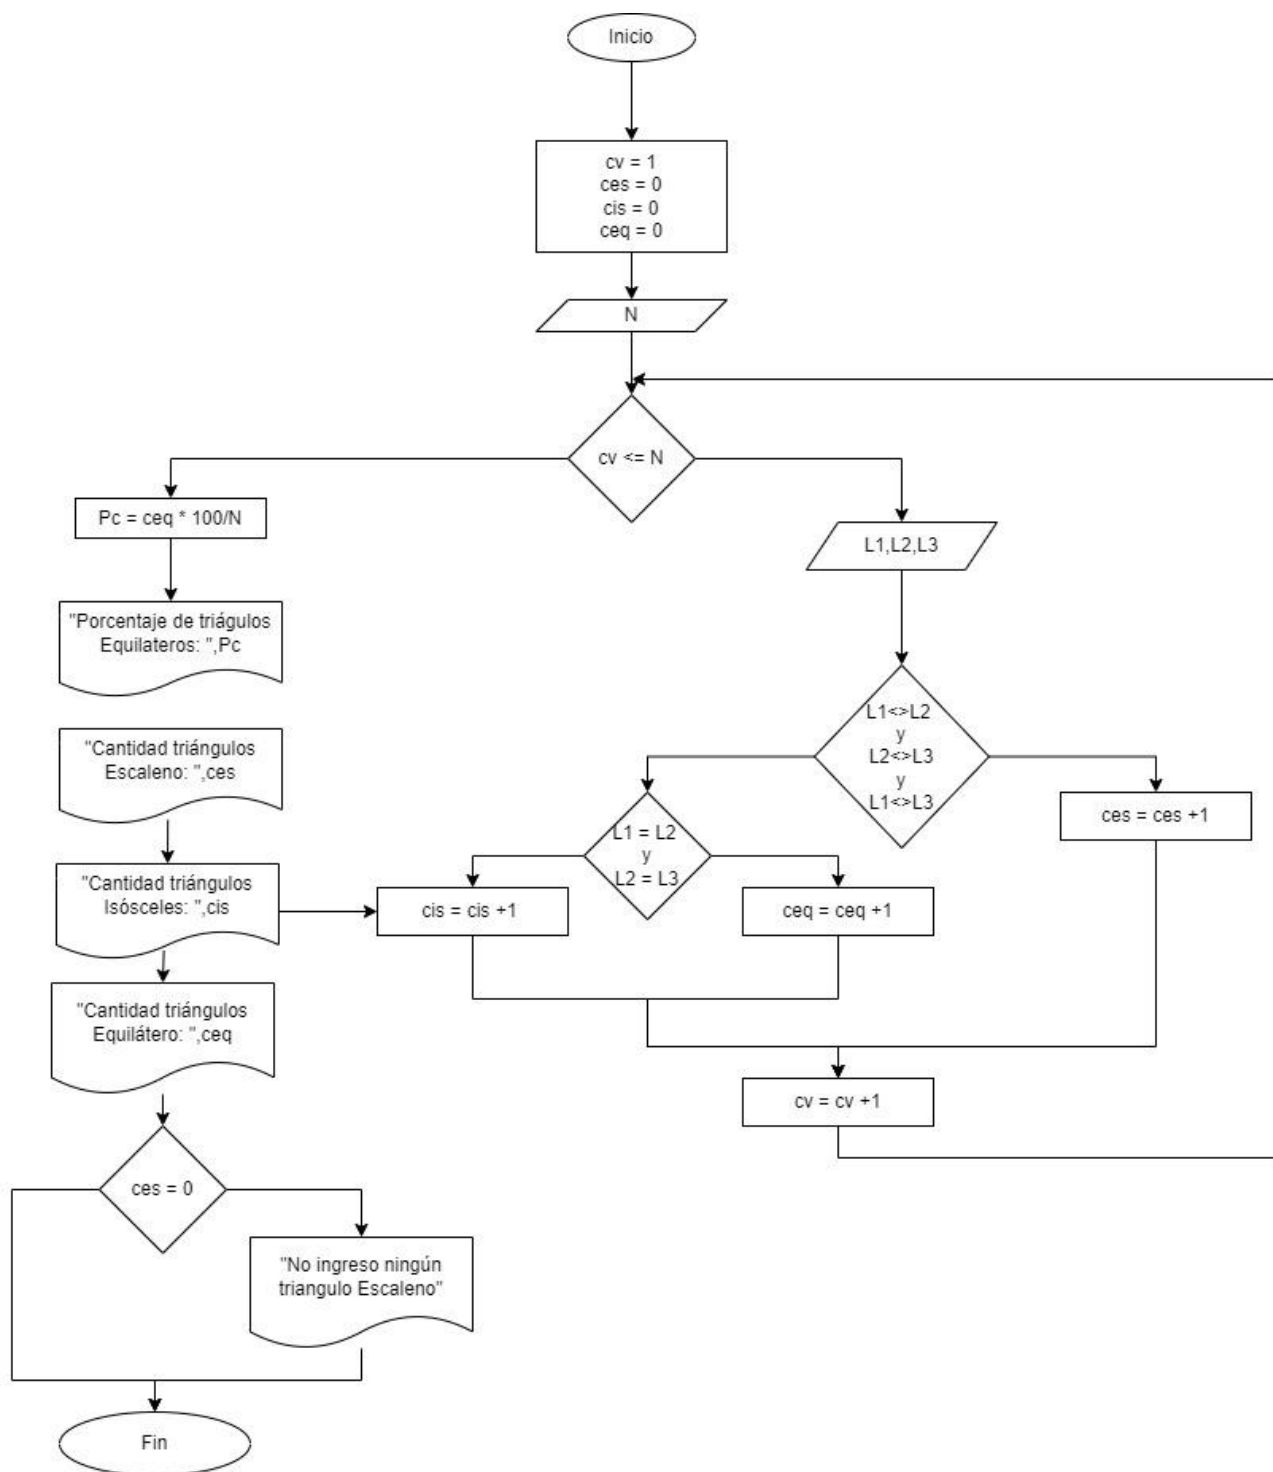 Inicio
cv = 1
ces = 0
cis = 0
ceq = 0
N
cv <= N
Pc = ceq * 100/N
"Porcentaje de triágulos
Equilateros: ",Pc
"Cantidad triángulos
Escaleno: ",ces
"Cantidad triángulos
Isósceles: ",cis
"Cantidad triángulos
Equilátero: ",ceq
ces = 0
"No ingreso ningún
triangulo Escaleno"
Fin
L1,L2,L3
L1<>L2
y
L2<>L3
y
L1<>L3
L1 = L2
y
L2 = L3
cis = cis +1
ceq = ceq +1
ces = ces +1
cv = cv +1